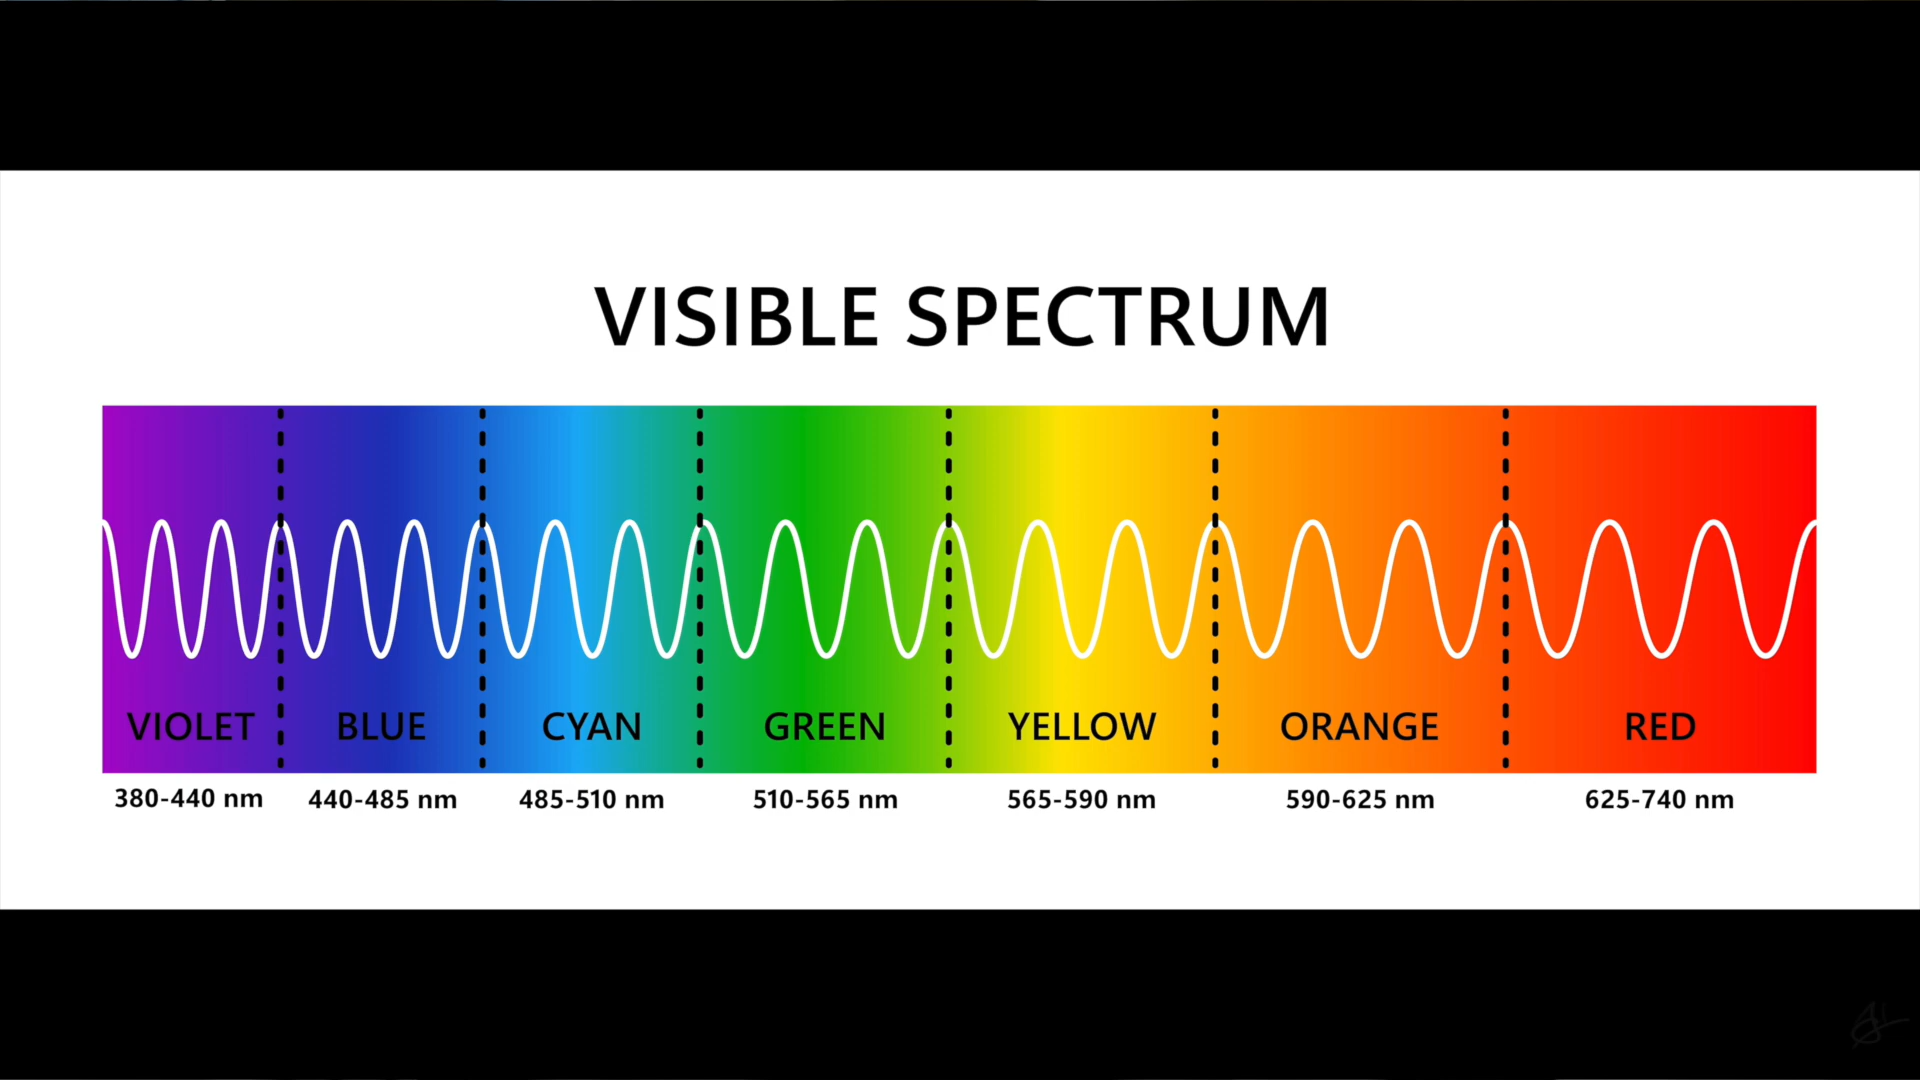 VISIBLE SPECTRUM
VIOLET BLUE CYAN GREEN YELLOW ORANGE RED
380-440 nm 440-485 nm 485-510 nm 510-565 nm 565-590 nm 590-625 nm 625-740 nm